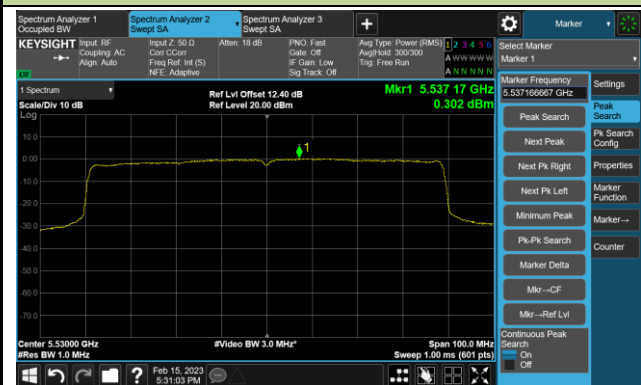 Spectrum Analyzer 1
Occupied BW
Spectrum Analyzer 2
Swept SA
Spectrum Analyzer 3
Swept SA
Marker
KEYSIGHT
Input: RF
Coupling: AC
Align: Auto
Input Z: 50 Ω
Corr CCorr
Freq Ref: Int (S)
NFE: Adaptive
Atten: 18 dB
PNO: Fast
Gate: Off
IF Gain: Low
Sig Track: Off
Avg Type: Power (RMS)
Avg|Hold: 300/300
Trig: Free Run
1 2 3 4 5 6
A W W W W W
A N N N N N
Select Marker
Marker 1
1 Spectrum
Scale/Div 10 dB
Log
Ref Lvl Offset 12.40 dB
Ref Level 20.00 dBm
Mkr1 5.537 17 GHz
0.302 dBm
10.0
0.00
-10.0
-20.0
-30.0
-40.0
-50.0
-60.0
-70.0
1
Center 5.53000 GHz
#Res BW 1.0 MHz
#Video BW 3.0 MHz*
Span 100.0 MHz
Sweep 1.00 ms (601 pts)
Marker Frequency
5.537166667 GHz
Peak Search
Next Peak
Next Pk Right
Next Pk Left
Minimum Peak
Pk-Pk Search
Marker Delta
Mkr→CF
Mkr→Ref Lvl
Continuous Peak
Search
On
Off
Settings
Peak
Search
Pk Search
Config
Properties
Marker
Function
Marker→
Counter
Feb 15, 2023
5:31:03 PM